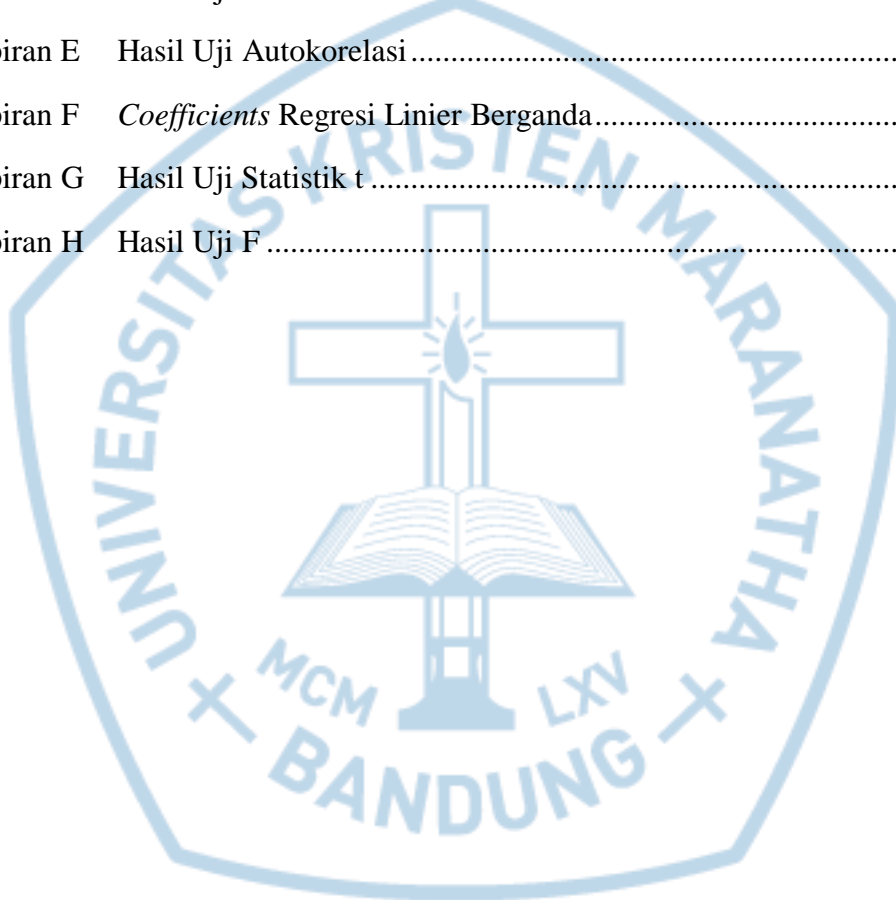 piran E Hasil Uji Autokorelasi
piran F Coefficients Regresi Linier Berganda
piran G Hasil Uji Statistik t
piran H Hasil Uji F
UNIVERSITAS KRISTEN MARANATHA
MCM LXV
BANDUNG